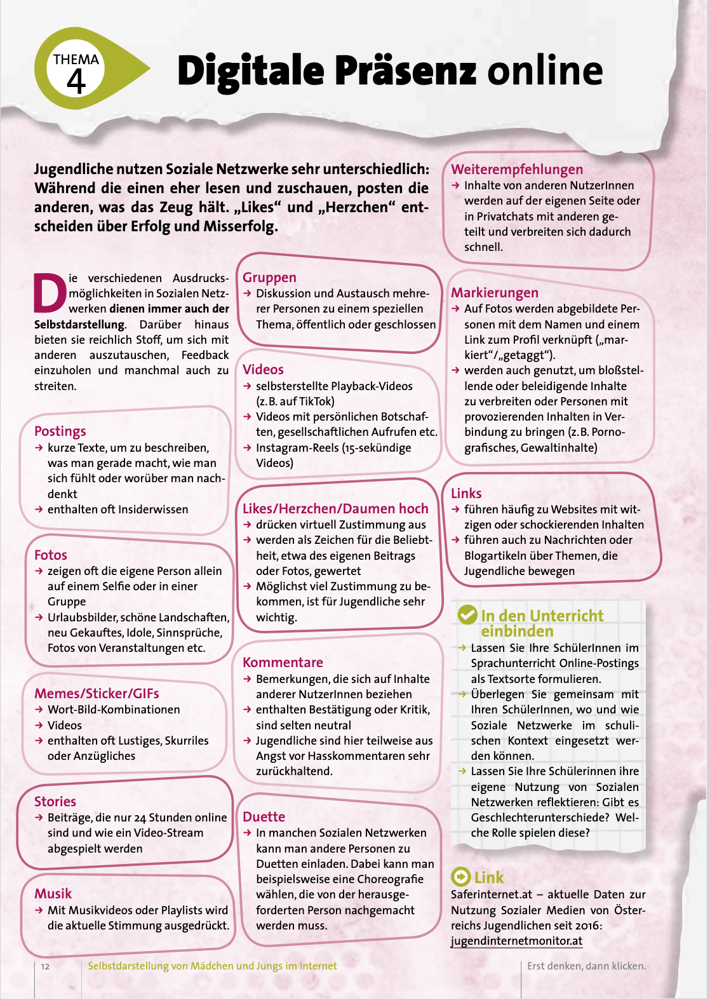 THEMA
4
Digitale Präsenz online
Jugendliche nutzen Soziale Netzwerke sehr unterschiedlich:
Während die einen eher lesen und zuschauen, posten die
anderen, was das Zeug hält. „Likes“ und „Herzchen“ ent-
scheiden über Erfolg und Misserfolg.
Die verschiedenen Ausdrucks-
möglichkeiten in Sozialen Netz-
werken dienen immer auch der
Selbstdarstellung. Darüber hinaus
bieten sie reichlich Stoff, um sich mit
anderen auszutauschen, Feedback
einzuholen und manchmal auch zu
streiten.
Postings
→ kurze Texte, um zu beschreiben,
was man gerade macht, wie man
sich fühlt oder worüber man nach-
denkt
→ enthalten oft Insiderwissen
Fotos
→ zeigen oft die eigene Person allein
auf einem Selfie oder in einer
Gruppe
→ Urlaubsbilder, schöne Landschaften,
neu Gekauftes, Idole, Sinnsprüche,
Fotos von Veranstaltungen etc.
Memes/Sticker/GIFs
→ Wort-Bild-Kombinationen
→ Videos
→ enthalten oft Lustiges, Skurriles
oder Anzügliches
Stories
→ Beiträge, die nur 24 Stunden online
sind und wie ein Video-Stream
abgespielt werden
Musik
→ Mit Musikvideos oder Playlists wird
die aktuelle Stimmung ausgedrückt.
Gruppen
→ Diskussion und Austausch mehre-
rer Personen zu einem speziellen
Thema, öffentlich oder geschlossen
Videos
→ selbsterstellte Playback-Videos
(z. B. auf TikTok)
→ Videos mit persönlichen Botschaf-
ten, gesellschaftlichen Aufrufen etc.
→ Instagram-Reels (15-sekündige
Videos)
Likes/Herzchen/Daumen hoch
→ drücken virtuell Zustimmung aus
→ werden als Zeichen für die Beliebt-
heit, etwa des eigenen Beitrags
oder Fotos, gewertet
→ Möglichst viel Zustimmung zu be-
kommen, ist für Jugendliche sehr
wichtig.
Kommentare
→ Bemerkungen, die sich auf Inhalte
anderer NutzerInnen beziehen
→ enthalten Bestätigung oder Kritik,
sind selten neutral
→ Jugendliche sind hier teilweise aus
Angst vor Hasskommentaren sehr
zurückhaltend.
Duette
→ In manchen Sozialen Netzwerken
kann man andere Personen zu
Duetten einladen. Dabei kann man
beispielsweise eine Choreografie
wählen, die von der herausge-
forderten Person nachgemacht
werden muss.
Weiterempfehlungen
→ Inhalte von anderen NutzerInnen
werden auf der eigenen Seite oder
in Privatchats mit anderen ge-
teilt und verbreiten sich dadurch
schnell.
Markierungen
→ Auf Fotos werden abgebildete Per-
sonen mit dem Namen und einem
Link zum Profil verknüpft („mar-
kiert“/„getaggt“).
→ werden auch genutzt, um bloßstel-
lende oder beleidigende Inhalte
zu verbreiten oder Personen mit
provozierenden Inhalten in Ver-
bindung zu bringen (z. B. Porno-
grafisches, Gewaltinhalte)
Links
→ führen häufig zu Websites mit wit-
zigen oder schockierenden Inhalten
→ führen auch zu Nachrichten oder
Blogartikeln über Themen, die
Jugendliche bewegen
In den Unterricht
einbinden
→ Lassen Sie Ihre SchülerInnen im
Sprachunterricht Online-Postings
als Textsorte formulieren.
→ Überlegen Sie gemeinsam mit
Ihren SchülerInnen, wo und wie
Soziale Netzwerke im schuli-
schen Kontext eingesetzt wer-
den können.
→ Lassen Sie Ihre Schülerinnen ihre
eigene Nutzung von Sozialen
Netzwerken reflektieren: Gibt es
Geschlechterunterschiede? Wel-
che Rolle spielen diese?
Link
Saferinternet.at – aktuelle Daten zur
Nutzung Sozialer Medien von Öster-
reichs Jugendlichen seit 2016:
jugendinternetmonitor.at
12
Selbstdarstellung von Mädchen und Jungs im Internet
Erst denken, dann klicken.